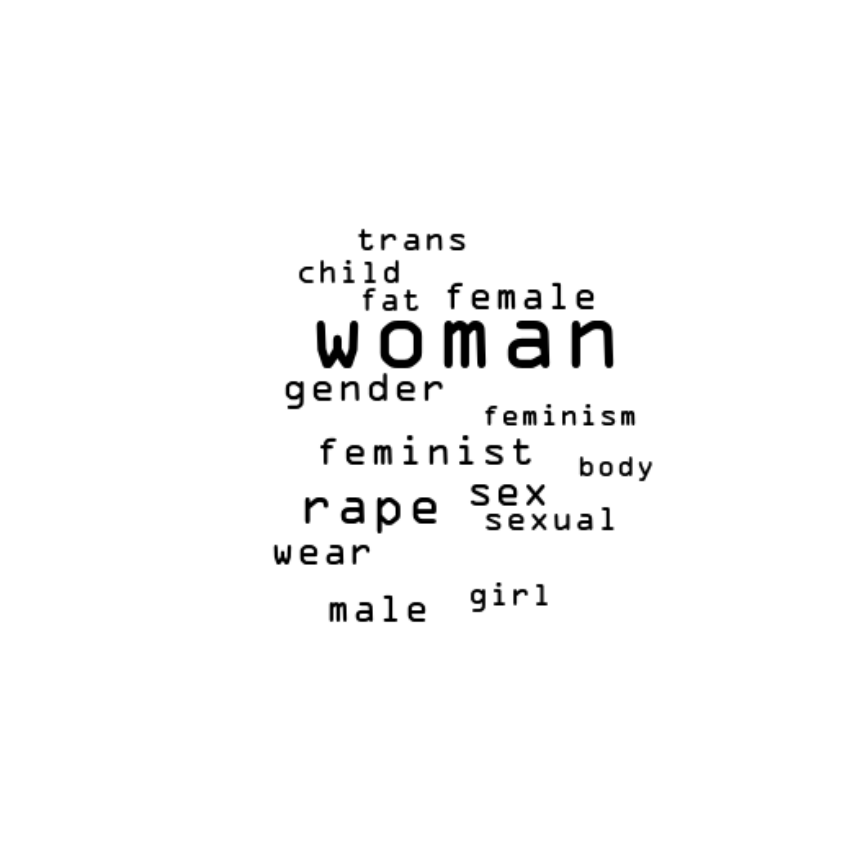 trans
child
fat female
woman
gender
feminism
feminist
body
sex
rape
sexual
wear
girl
male